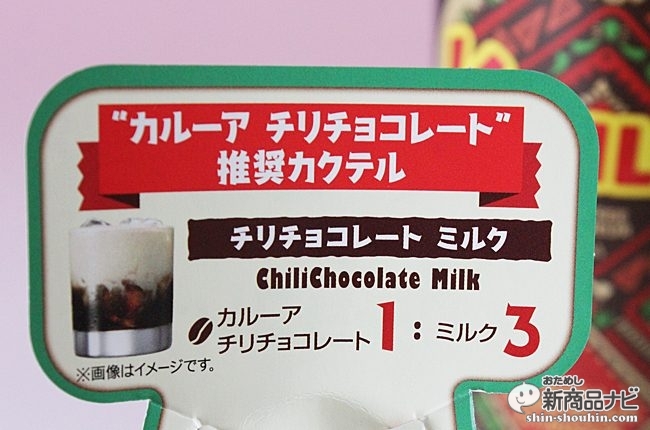 "カルーア チリチョコレート"
推奨カクテル
チリチョコレート ミルク
ChiliChocolate Milk
カルーア
チリチョコレート 1 : ミルク 3
※画像はイメージです。
おためし
新商品ナビ
shin-shouhin.com